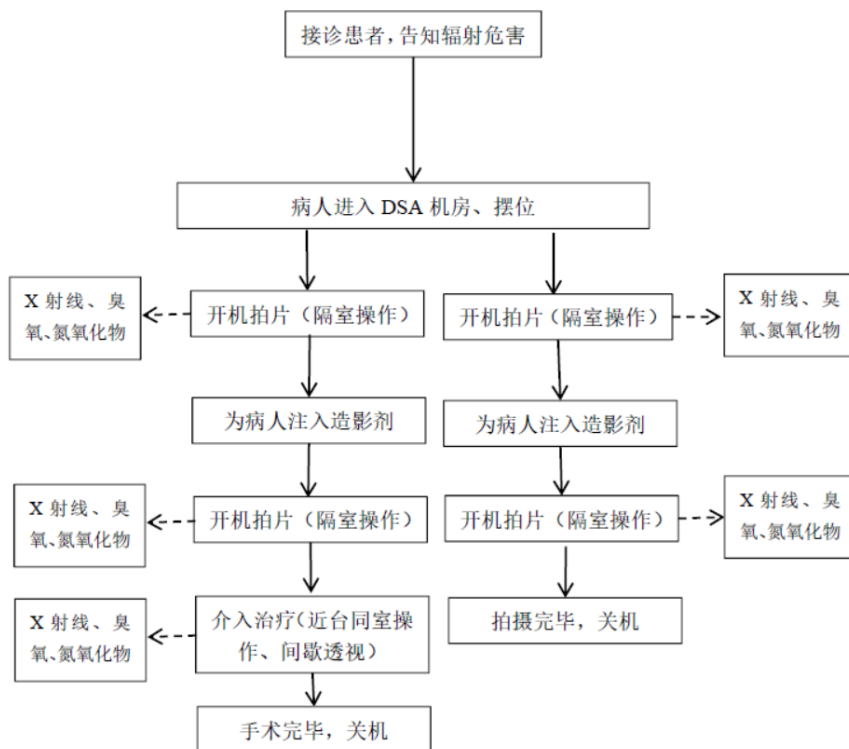 接诊患者,告知辐射危害
病人进入 DSA 机房、摆位
X 射线、臭
氧、氮氧化物
开机拍片（隔室操作）
开机拍片（隔室操作）
X 射线、臭
氧、氮氧化物
为病人注入造影剂
为病人注入造影剂
X 射线、臭
氧、氮氧化物
开机拍片（隔室操作）
开机拍片（隔室操作）
X 射线、臭
氧、氮氧化物
X 射线、臭
氧、氮氧化物
介入治疗（近台同室操
作、间歇透视）
拍摄完毕，关机
手术完毕，关机